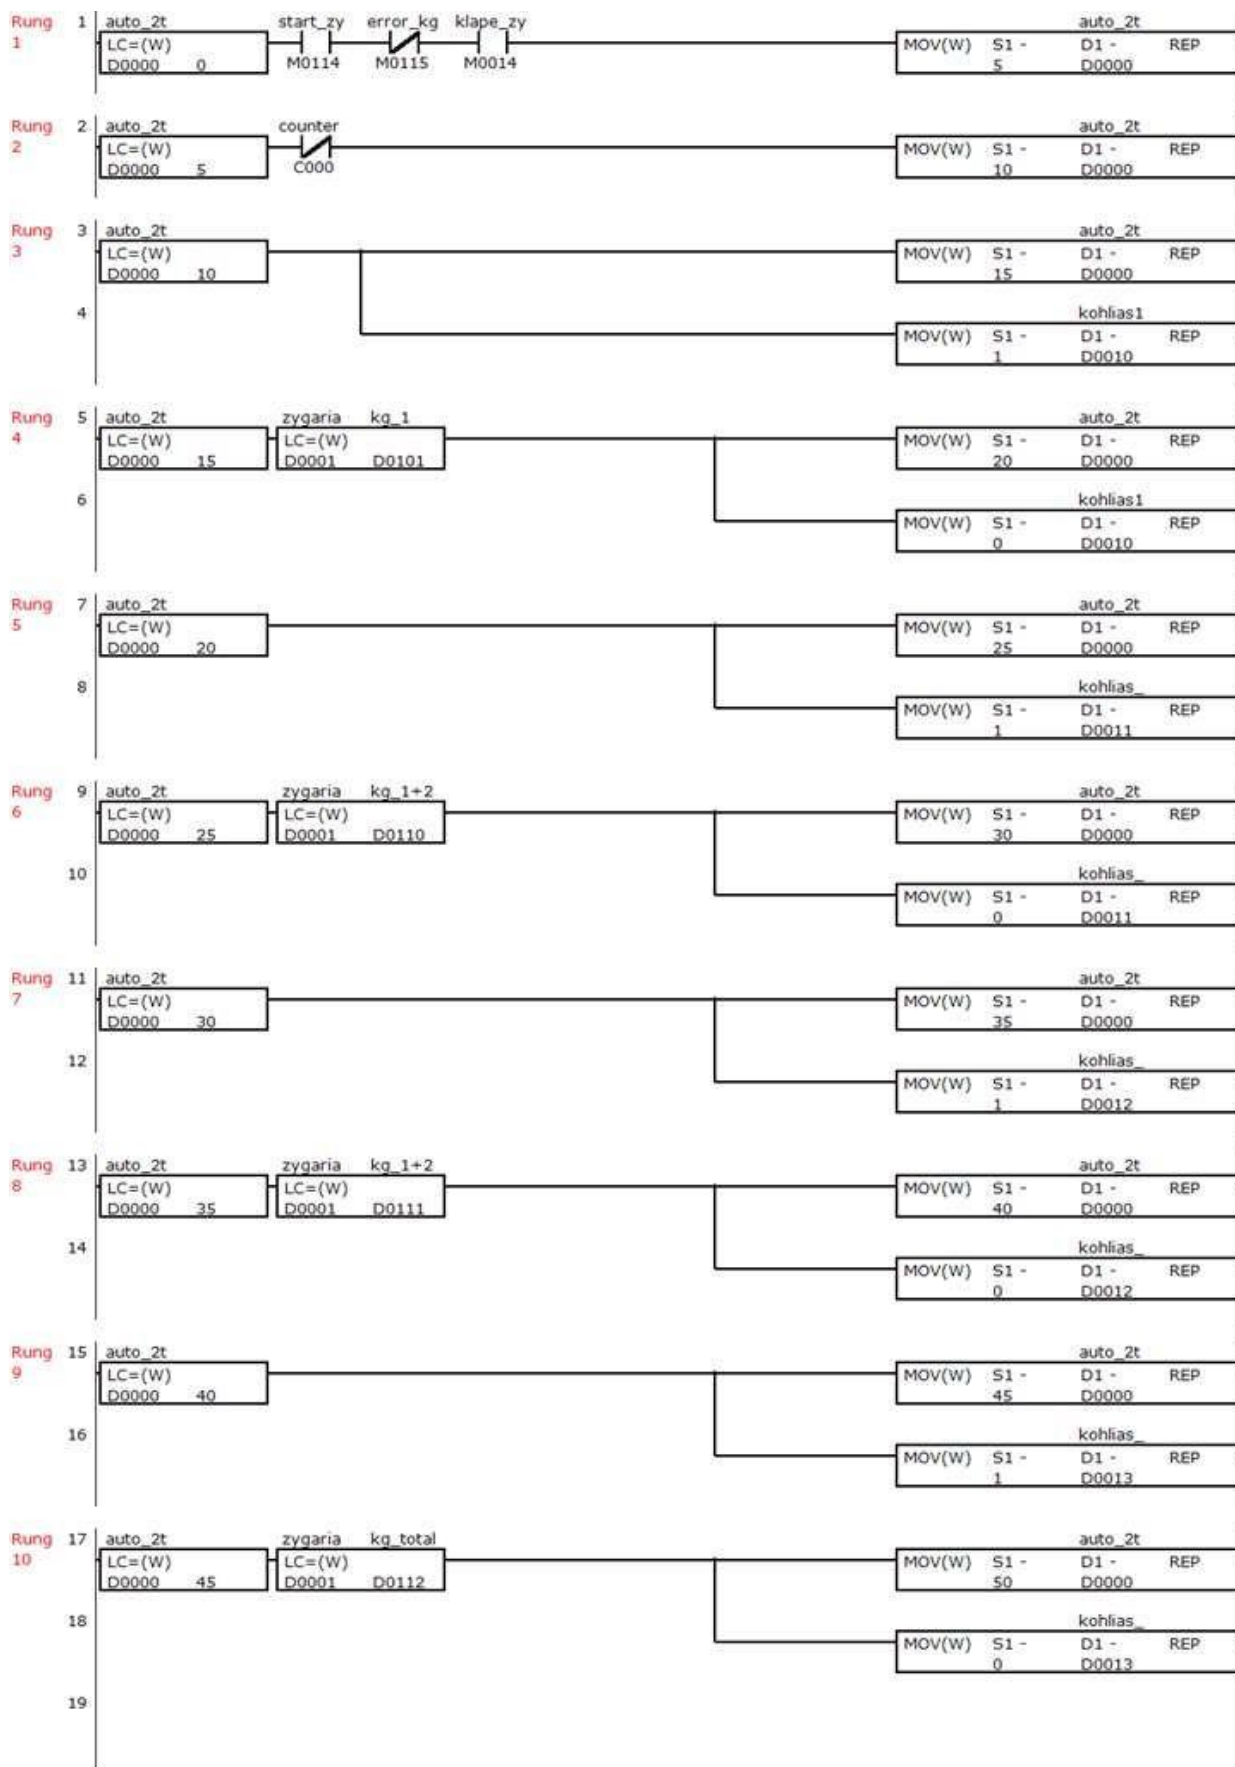 Rung 1 1 auto_2t start_zy error_kg klape_zy auto_2t
LC=(W) MOV(W) S1 - D1 - REP
D0000 0 M0114 M0115 M0014 5 D0000
Rung 2 2 auto_2t counter auto_2t
LC=(W) MOV(W) S1 - D1 - REP
D0000 5 C000 10 D0000
Rung 3 3 auto_2t auto_2t
LC=(W) MOV(W) S1 - D1 - REP
D0000 10 15 D0000
4 kohlias1
MOV(W) S1 - D1 - REP
1 D0010
Rung 4 5 auto_2t zygaria kg_1 auto_2t
LC=(W) LC=(W) MOV(W) S1 - D1 - REP
D0000 15 D0001 D0101 20 D0000
6 kohlias1
MOV(W) S1 - D1 - REP
0 D0010
Rung 5 7 auto_2t auto_2t
LC=(W) MOV(W) S1 - D1 - REP
D0000 20 25 D0000
8 kohlias_
MOV(W) S1 - D1 - REP
1 D0011
Rung 6 9 auto_2t zygaria kg_1+2 auto_2t
LC=(W) LC=(W) MOV(W) S1 - D1 - REP
D0000 25 D0001 D0110 30 D0000
10 kohlias_
MOV(W) S1 - D1 - REP
0 D0011
Rung 7 11 auto_2t auto_2t
LC=(W) MOV(W) S1 - D1 - REP
D0000 30 35 D0000
12 kohlias_
MOV(W) S1 - D1 - REP
1 D0012
Rung 8 13 auto_2t zygaria kg_1+2 auto_2t
LC=(W) LC=(W) MOV(W) S1 - D1 - REP
D0000 35 D0001 D0111 40 D0000
14 kohlias_
MOV(W) S1 - D1 - REP
0 D0012
Rung 9 15 auto_2t auto_2t
LC=(W) MOV(W) S1 - D1 - REP
D0000 40 45 D0000
16 kohlias_
MOV(W) S1 - D1 - REP
1 D0013
Rung 10 17 auto_2t zygaria kg_total auto_2t
LC=(W) LC=(W) MOV(W) S1 - D1 - REP
D0000 45 D0001 D0112 50 D0000
18 kohlias_
MOV(W) S1 - D1 - REP
0 D0013
19